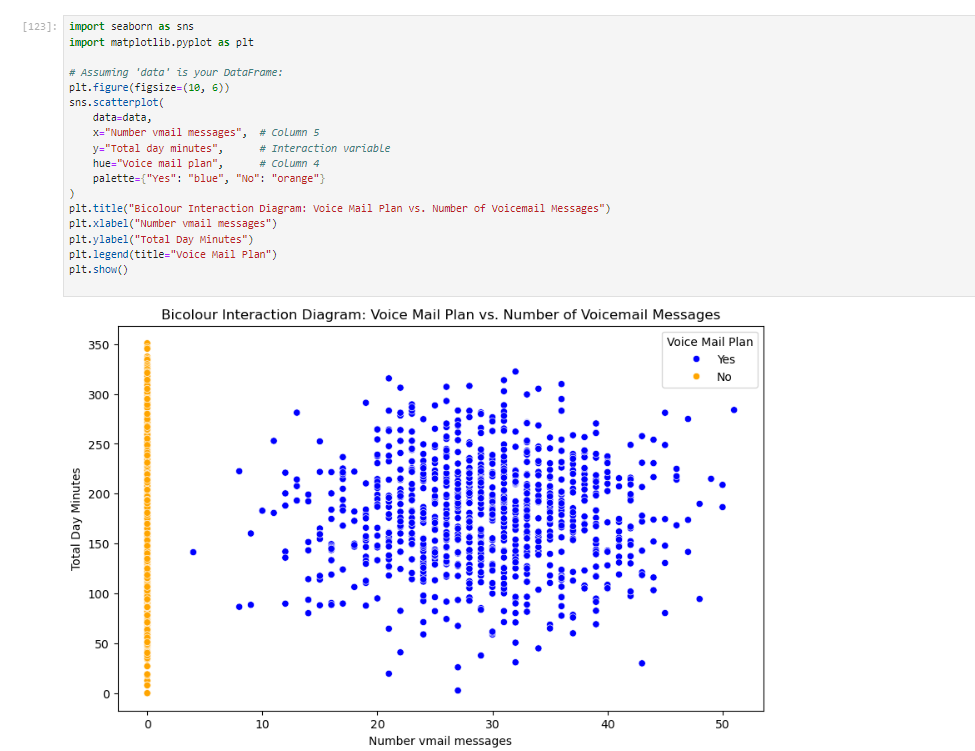 [123]:
import seaborn as sns
import matplotlib.pyplot as plt
# Assuming 'data' is your DataFrame:
plt.figure(figsize=(10, 6))
sns.scatterplot(
    data=data,
    x="Number vmail messages",  # Column 5
    y="Total day minutes",      # Interaction variable
    hue="Voice mail plan",      # Column 4
    palette={"Yes": "blue", "No": "orange"}
)
plt.title("Bicolour Interaction Diagram: Voice Mail Plan vs. Number of Voicemail Messages")
plt.xlabel("Number vmail messages")
plt.ylabel("Total Day Minutes")
plt.legend(title="Voice Mail Plan")
plt.show()
Bicolour Interaction Diagram: Voice Mail Plan vs. Number of Voicemail Messages
Voice Mail Plan
Yes
No
Total Day Minutes
350
300
250
200
150
100
50
0
0 10 20 30 40 50
Number vmail messages